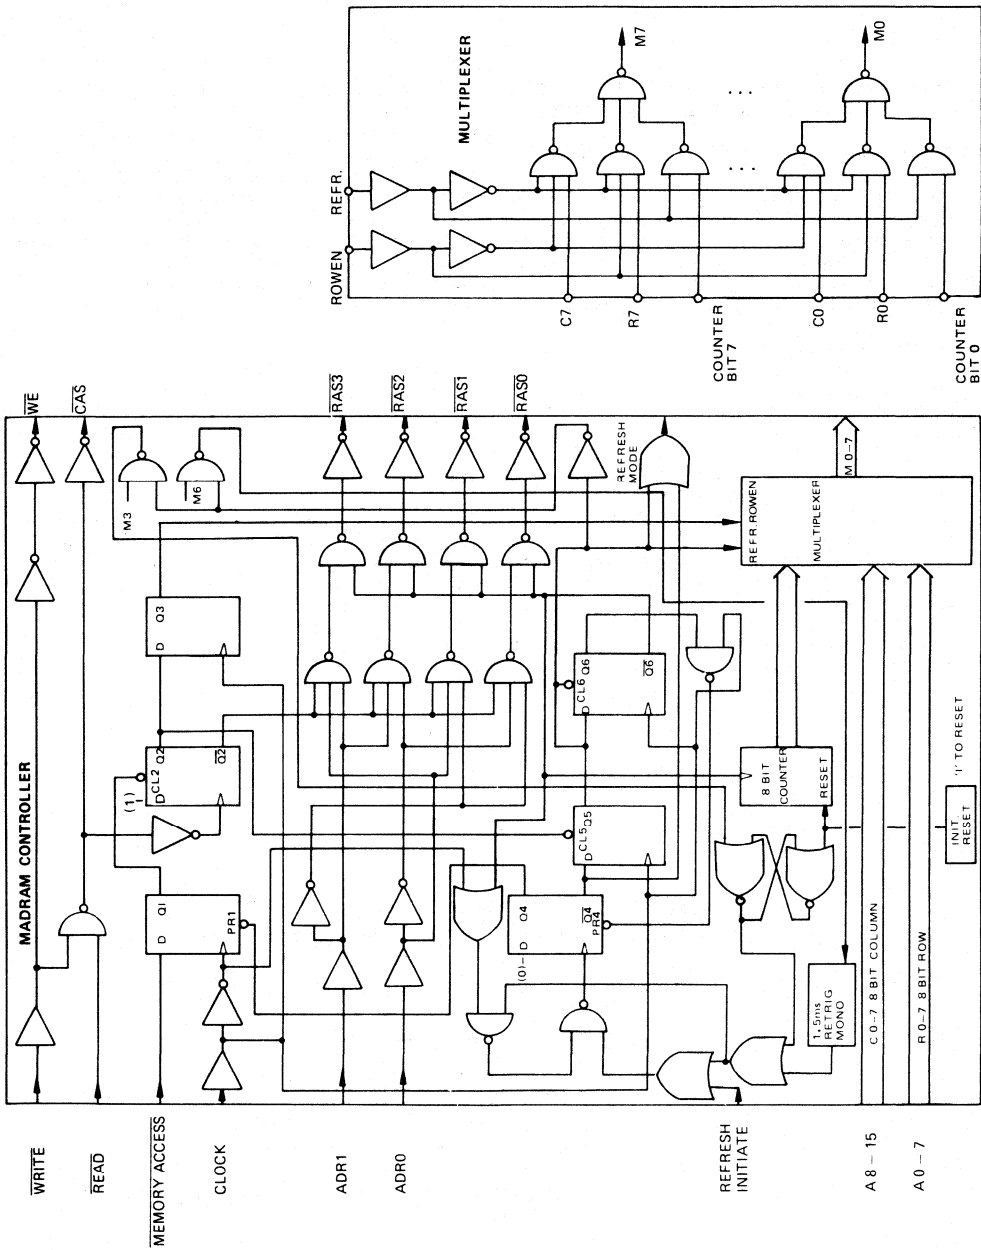 MADRAM CONTROLLER
WRITE
READ
MEMORY ACCESS
CLOCK
ADR1
ADR0
REFRESH
INITIATE
A 8 – 15
A 0 – 7
D
Q1
PR1
(1)
1
D
CL2
Q2
Q2
D
Q3
M3
M6
WE
CAS
RAS3
RAS2
RAS1
RAS0
(0)–D
Q4
Q4
PR4
D
CL5
Q5
D
CL6
Q6
Q6
REFRESH
MODE
8 BIT
COUNTER
RESET
1,5ms
RETRIG
MONO
INIT.
RESET
'1' TO RESET
C 0–7 8 BIT COLUMN
R 0–7 8 BIT ROW
REFR. ROWEN
MULTIPLEXER
M 0–7
MULTIPLEXER
ROWEN
REFR.
C7
R7
COUNTER
BIT 7
C0
R0
COUNTER
BIT 0
M7
M0
. . .
. . .